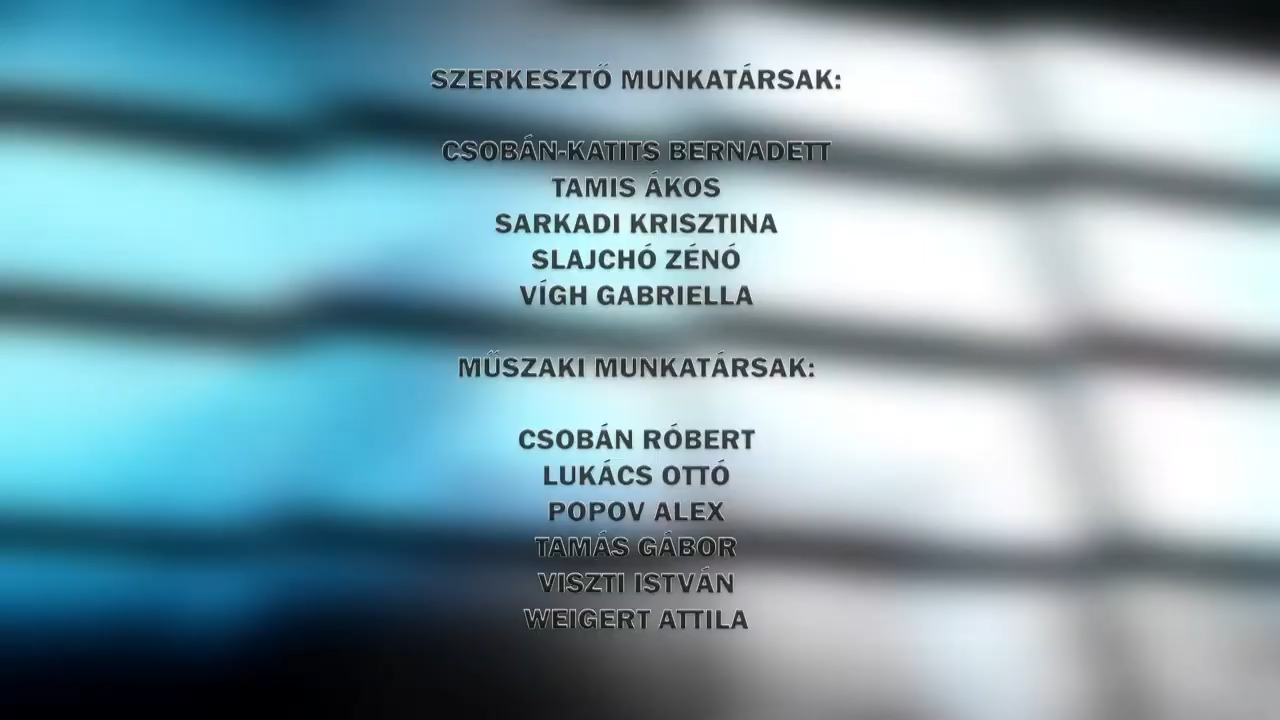 SZERKESZTŐ MUNKATÁRSAK:
CSOBÁN-KATITS BERNADETT
TAMIS ÁKOS
SARKADI KRISZTINA
SLAJCHÓ ZÉNÓ
VÍGH GABRIELLA
MŰSZAKI MUNKATÁRSAK:
CSOBÁN RÓBERT
LUKÁCS OTTÓ
POPOV ALEX
TAMÁS GÁBOR
VISZTI ISTVÁN
WEIGERT ATTILA